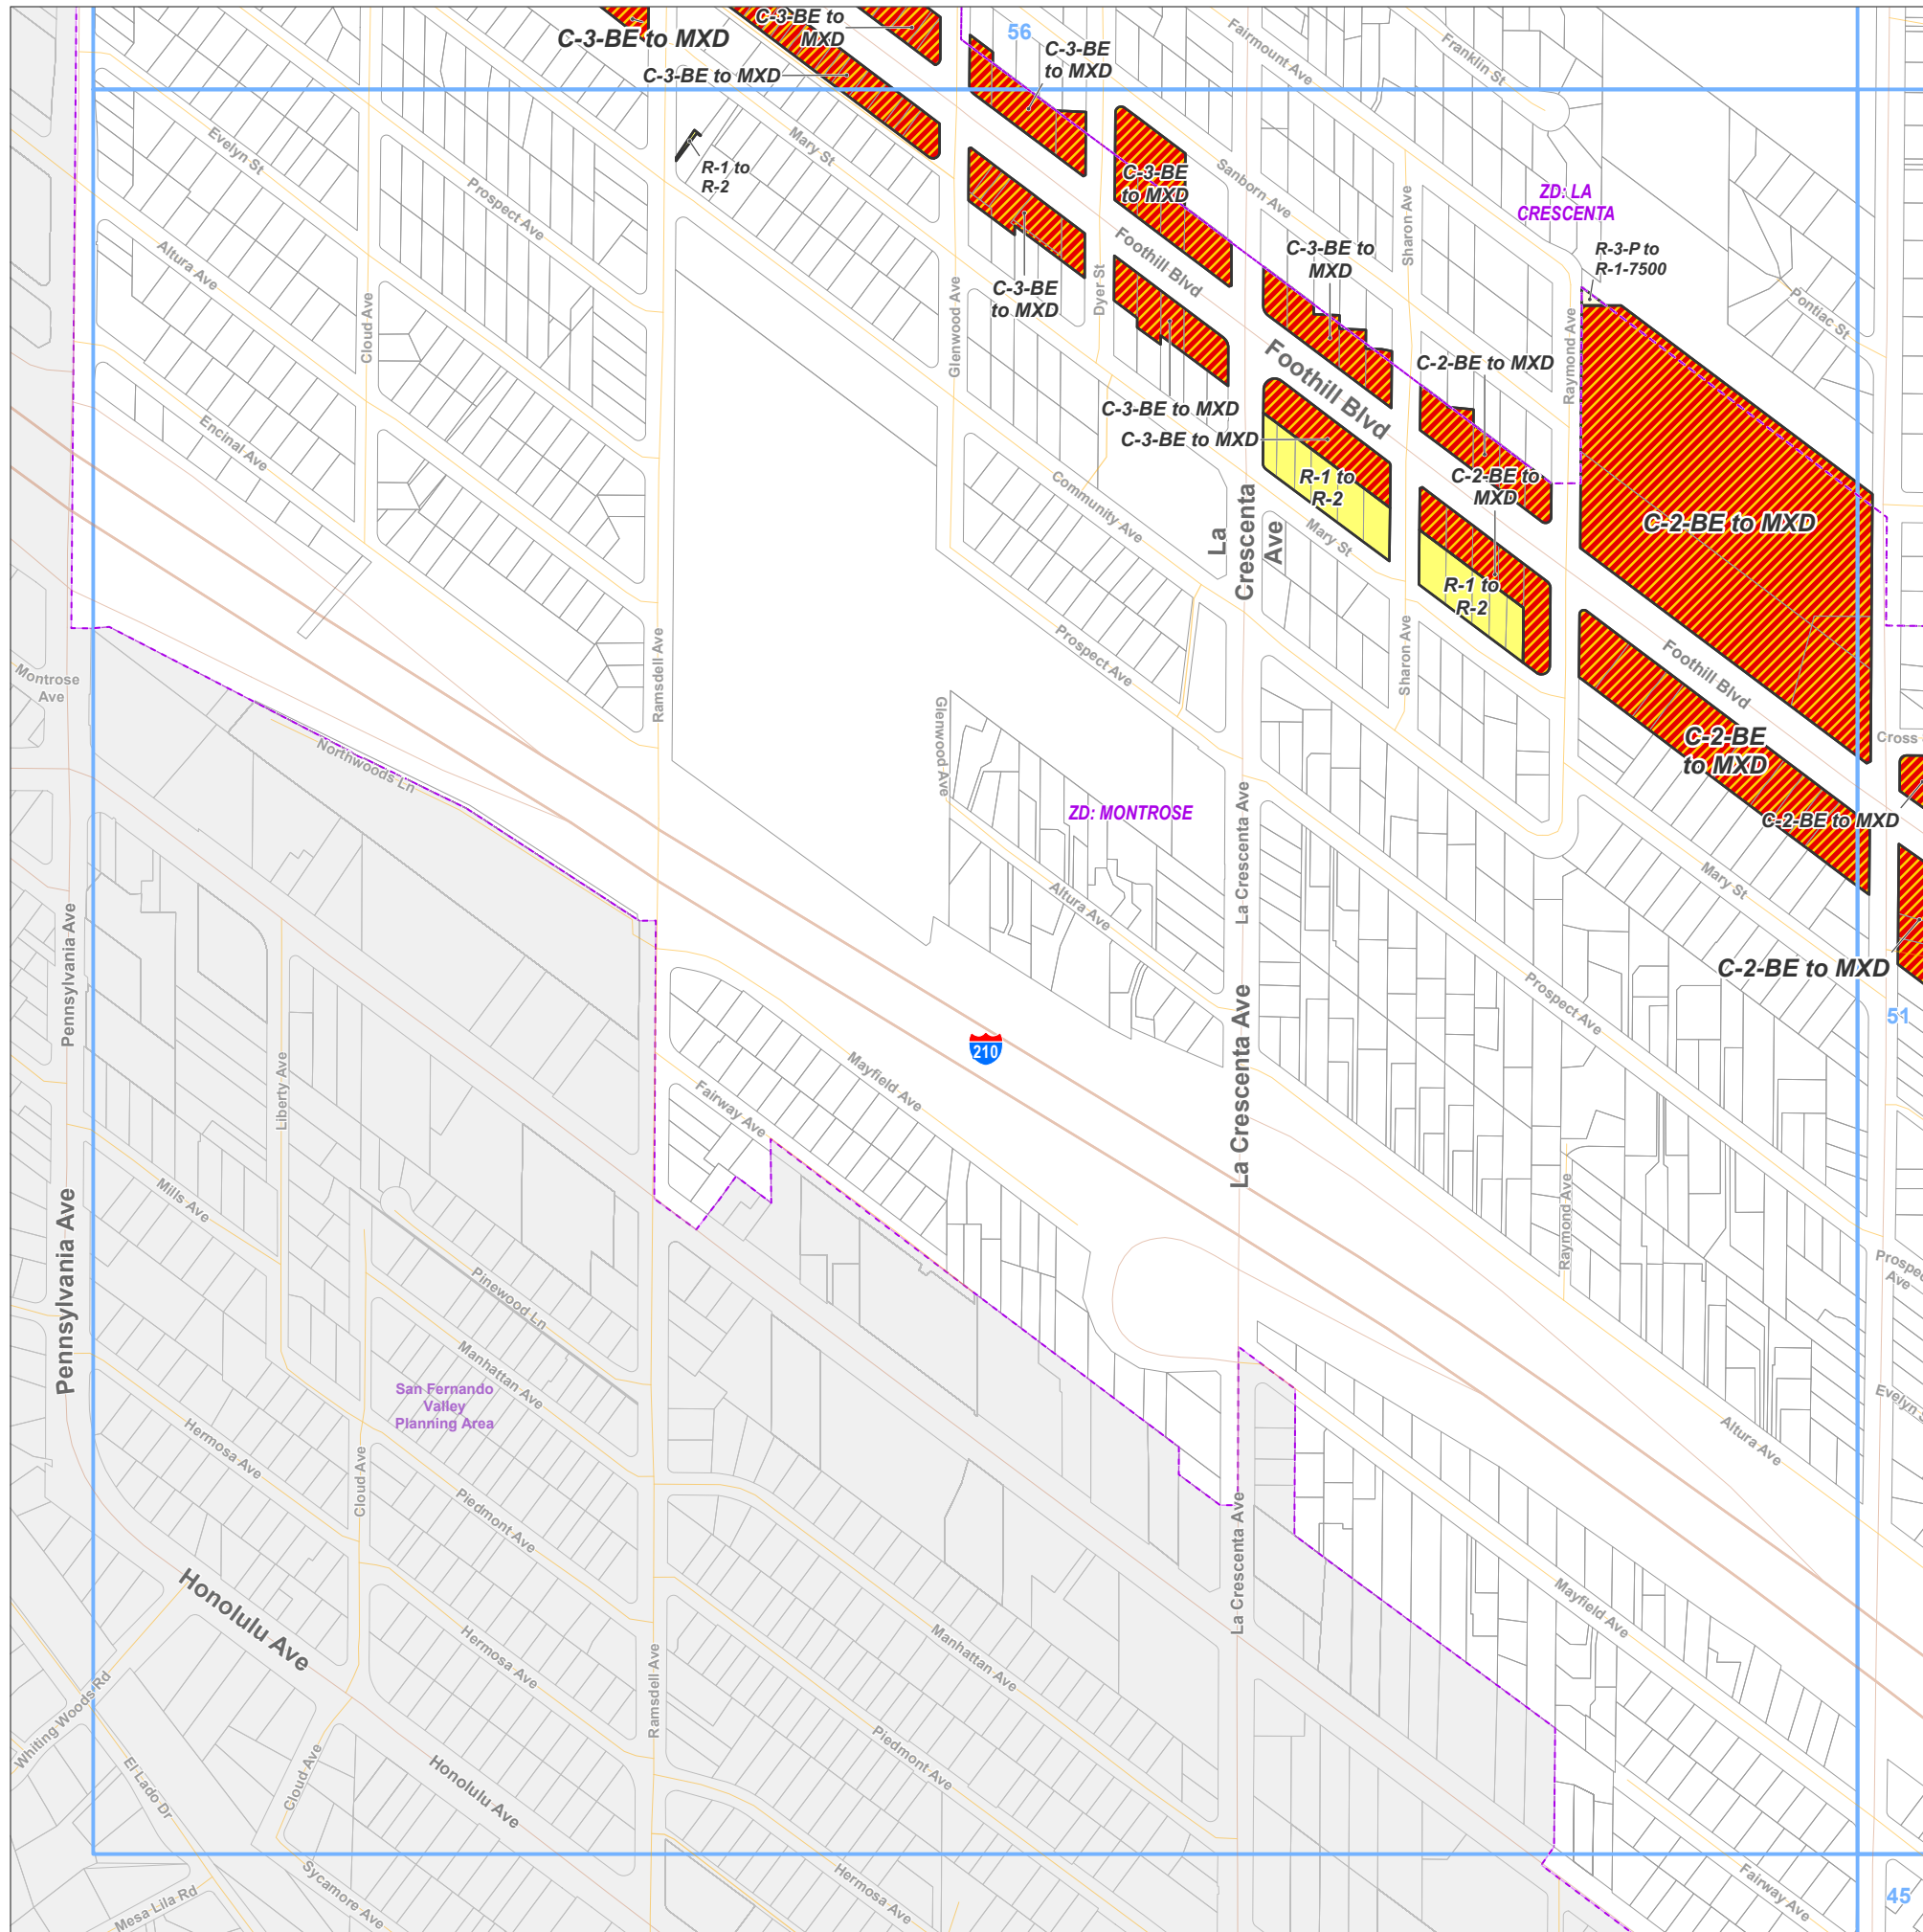 C-3-BE to MXD
C-3-BE to
MXD
C-3-BE to MXD
56
C-3-BE
to MXD
Fairmount Ave
Franklin St
Evelyn St
Mary St
R-1 to
R-2
Prospect Ave
C-3-BE
to MXD
Sanborn Ave
Sharon Ave
ZD: LA
CRESCENTA
Altura Ave
Foothill Blvd
C-3-BE to
MXD
R-3-P to
R-1-7500
Pontiac St
Cloud Ave
Glenwood Ave
Dyer St
C-3-BE
to MXD
Raymond Ave
Foothill Blvd
C-2-BE to MXD
C-3-BE to MXD
C-3-BE to MXD
Encinal Ave
R-1 to
R-2
C-2-BE to
MXD
Community Ave
La
Crescenta
Ave
Mary St
C-2-BE to MXD
R-1 to
R-2
Montrose
Ave
Ramsdell Ave
Prospect Ave
Sharon Ave
Foothill Blvd
Northwoods Ln
Glenwood Ave
C-2-BE
to MXD
Cross
ZD: MONTROSE
La Crescenta Ave
C-2-BE to MXD
Altura Ave
Mary St
Pennsylvania Ave
C-2-BE to MXD
Prospect Ave
51
210
Liberty Ave
Mayfield Ave
Fairway Ave
La Crescenta Ave
Mills Ave
Raymond Ave
Pennsylvania Ave
Pinewood Ln
Prospec
Ave
Manhattan Ave
San Fernando
Valley
Planning Area
Evelyn S
Hermosa Ave
Altura Ave
Cloud Ave
Piedmont Ave
La Crescenta Ave
Honolulu Ave
Hermosa Ave
Manhattan Ave
Mayfield Ave
Whiting Woods Rd
Ramsdell Ave
El Lado Dr
Cloud Ave
Honolulu Ave
Piedmont Ave
Sycamore Ave
Mesa Lila Rd
Hermosa Ave
Fairway Ave
45